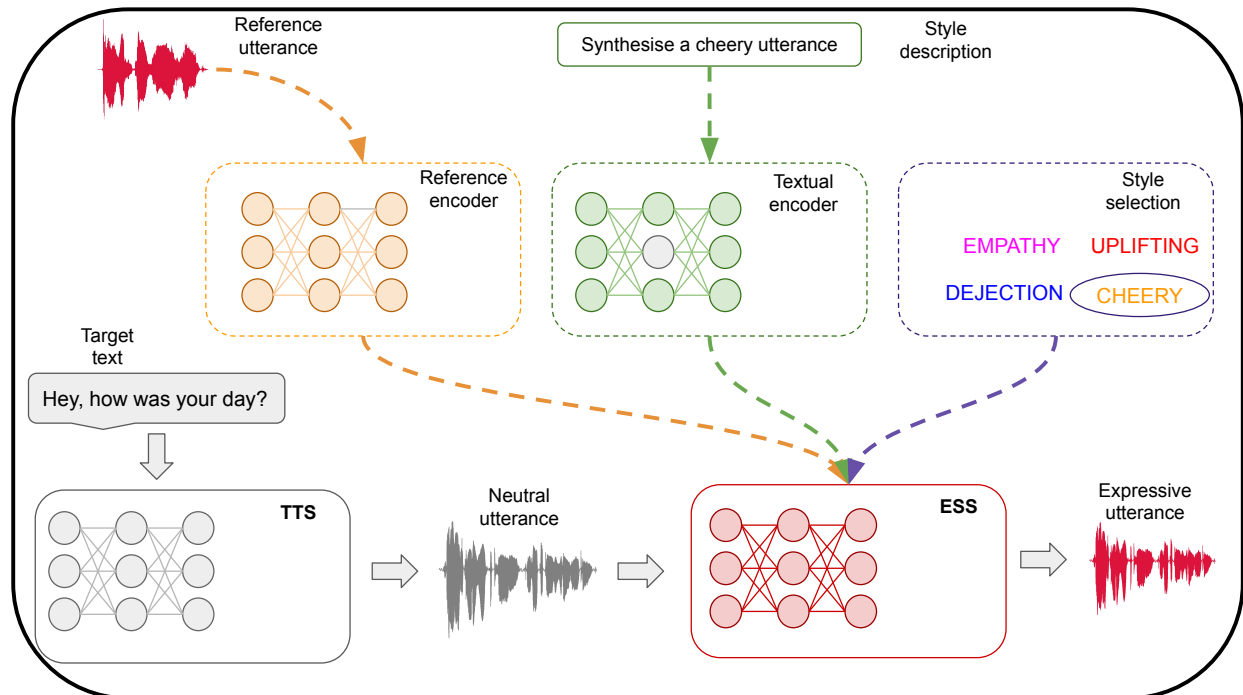 Reference
utterance
Synthesise a cheery utterance
Style
description
Reference
encoder
Textual
encoder
Style
selection
EMPATHY
UPLIFTING
DEJECTION
CHEERY
Target
text
Hey, how was your day?
TTS
Neutral
utterance
ESS
Expressive
utterance